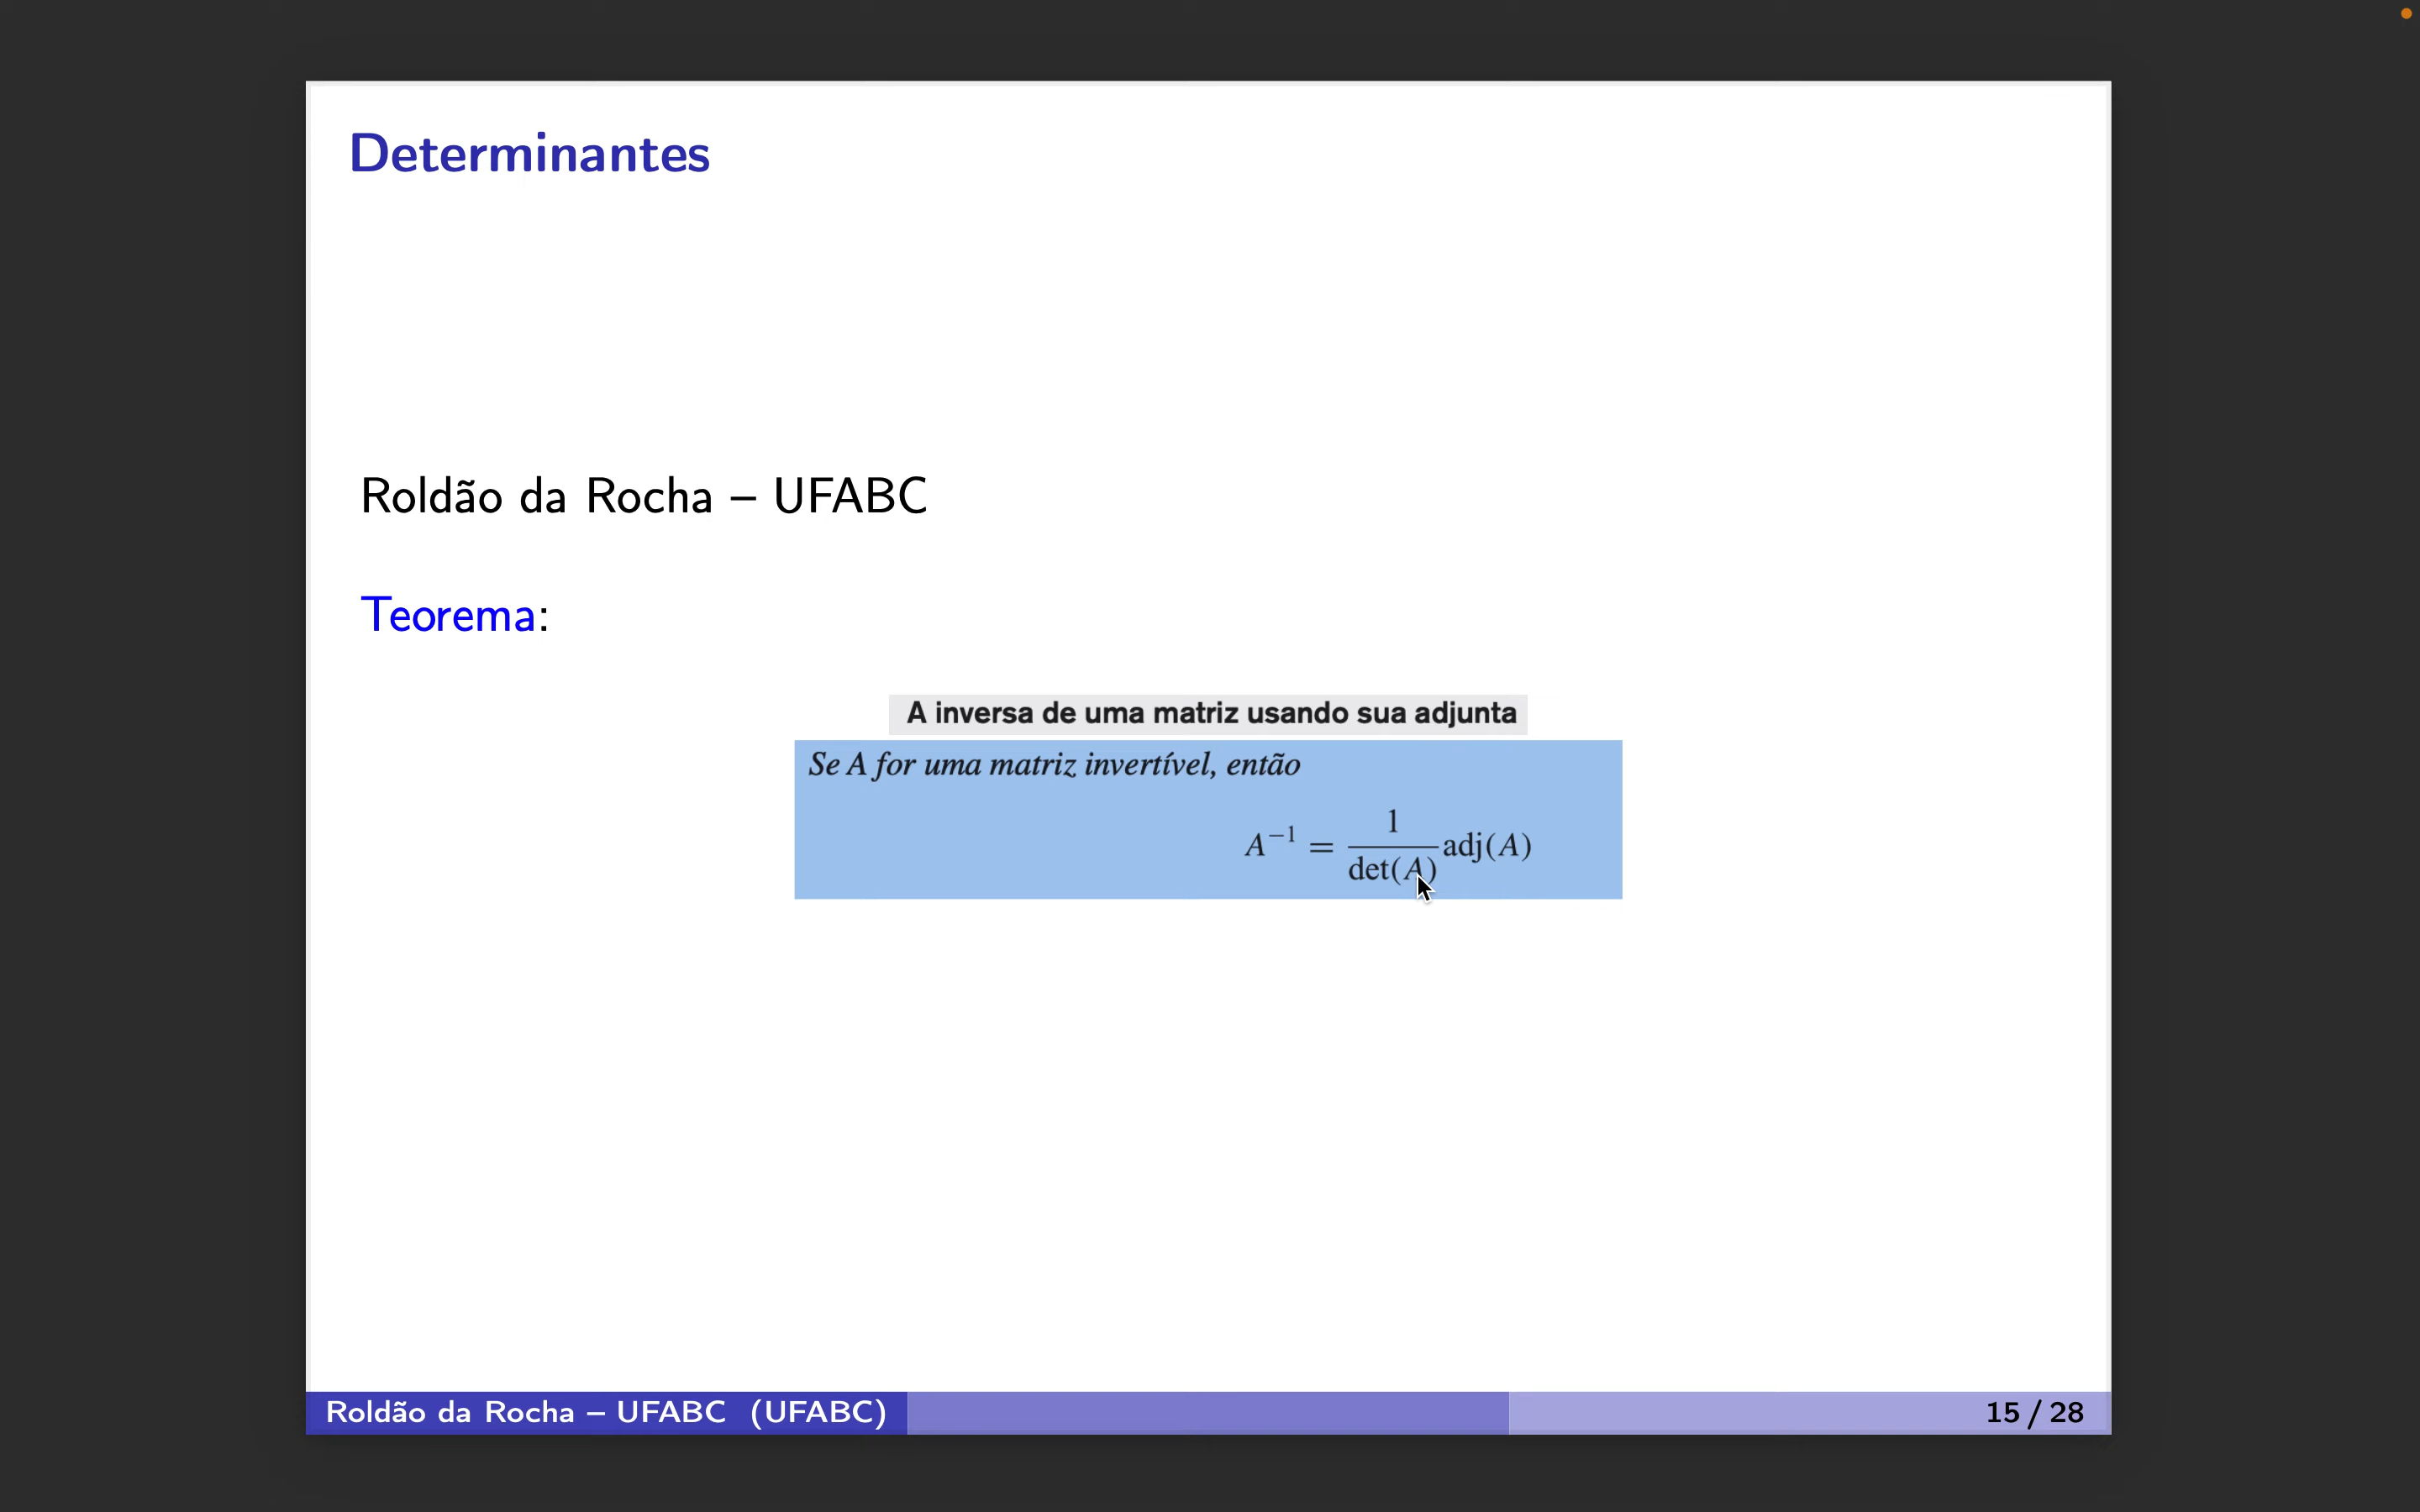 Determinantes
Roldão da Rocha – UFABC
Teorema:
A inversa de uma matriz usando sua adjunta
Se A for uma matriz invertível, então
A⁻¹ = 1/det(A) adj(A)
Roldão da Rocha – UFABC (UFABC)
15 / 28